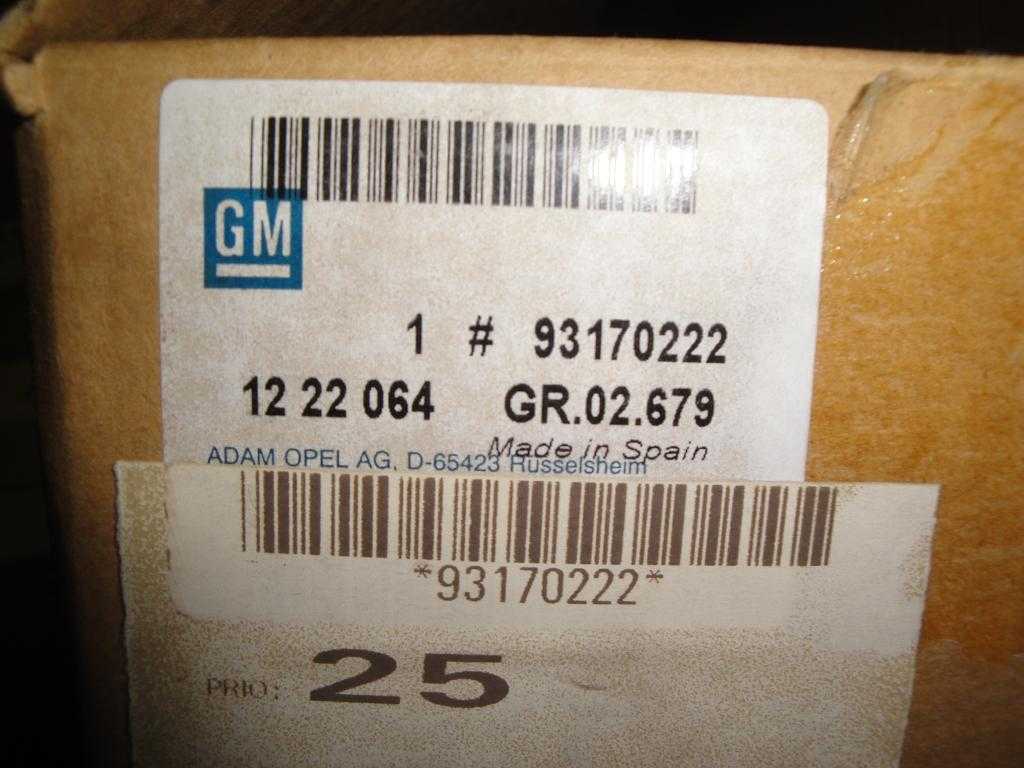 GM
1 # 93170222
12 22 064 GR.02.679
Made in Spain
ADAM OPEL AG, D-65423 Rüsselsheim
*93170222*
PRIO: 25